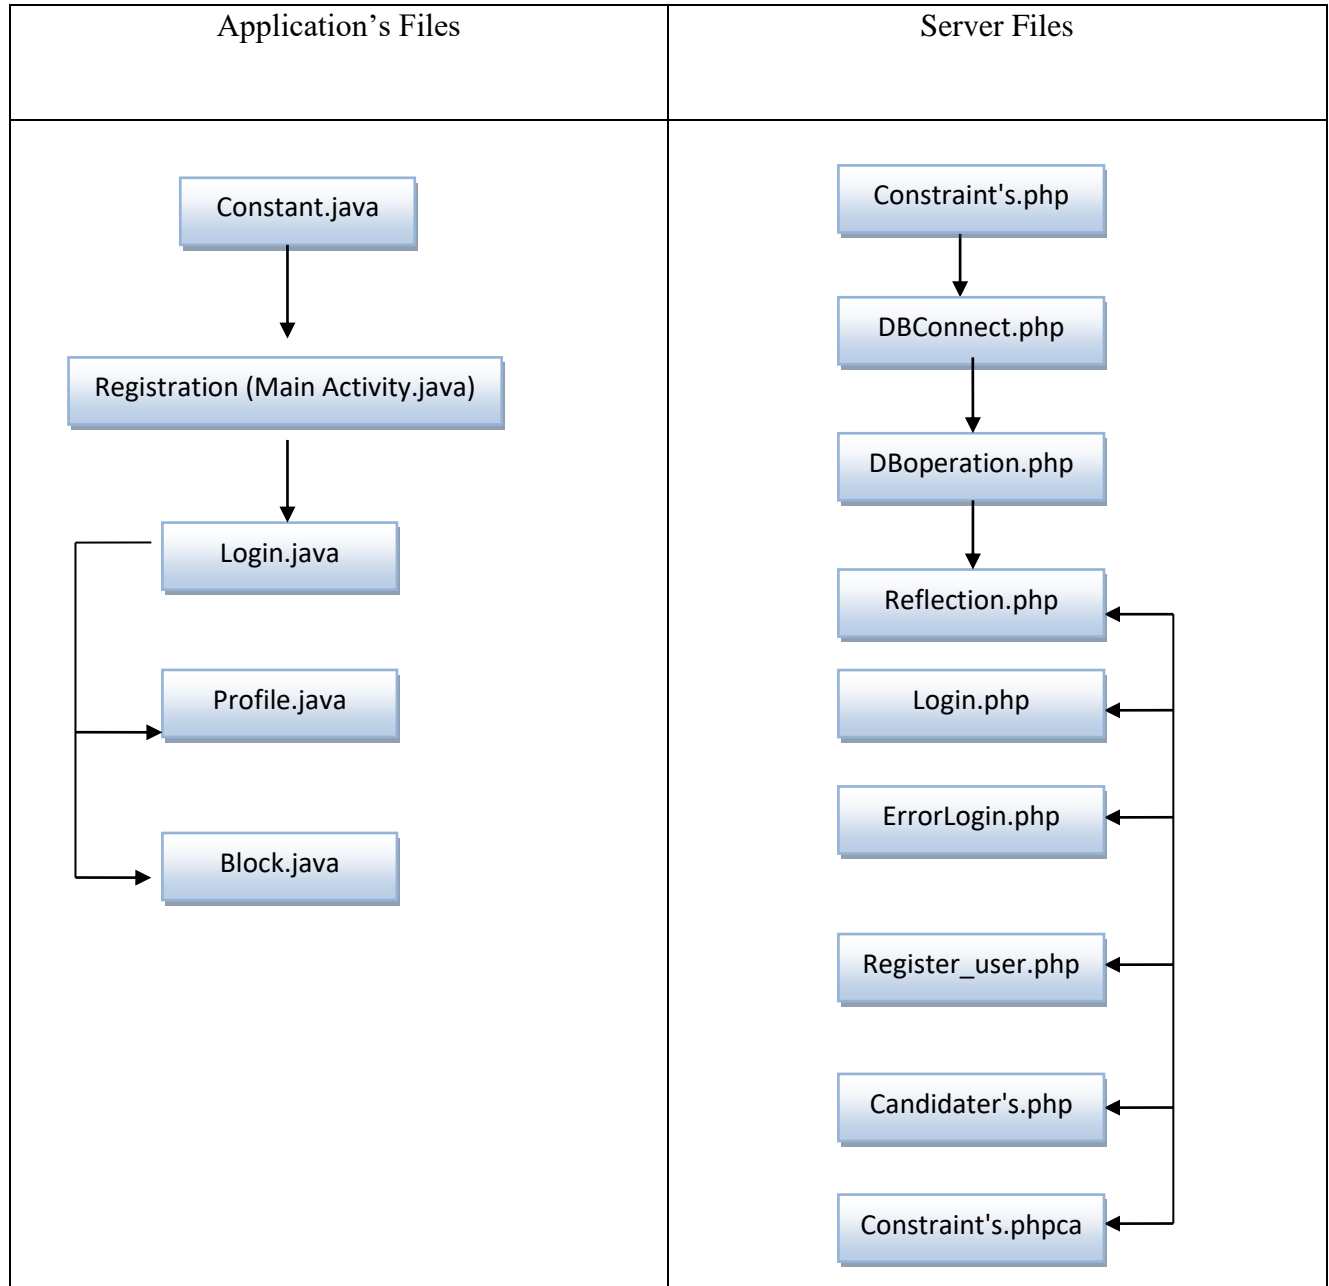 Application’s Files
Server Files
Constant.java
Registration (Main Activity.java)
Login.java
Profile.java
Block.java
Constraint's.php
DBConnect.php
DBoperation.php
Reflection.php
Login.php
ErrorLogin.php
Register_user.php
Candidater's.php
Constraint's.phpca